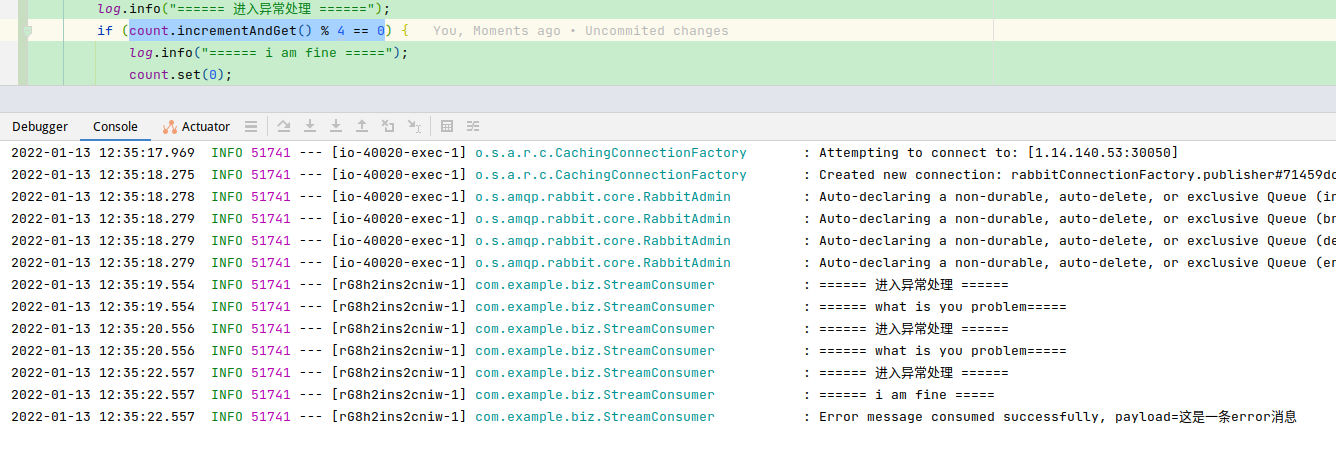 log.info("====== 进入异常处理 ======");
if (count.incrementAndGet() % 4 == 0) { You, Moments ago • Uncommited changes
log.info("====== i am fine =====");
count.set(0);
Debugger Console Actuator
2022-01-13 12:35:17.969 INFO 51741 --- [io-40020-exec-1] o.s.a.r.c.CachingConnectionFactory : Attempting to connect to: [1.14.140.53:30050]
2022-01-13 12:35:18.275 INFO 51741 --- [io-40020-exec-1] o.s.a.r.c.CachingConnectionFactory : Created new connection: rabbitConnectionFactory.publisher#71459dc
2022-01-13 12:35:18.278 INFO 51741 --- [io-40020-exec-1] o.s.amqp.rabbit.core.RabbitAdmin : Auto-declaring a non-durable, auto-delete, or exclusive Queue (in
2022-01-13 12:35:18.279 INFO 51741 --- [io-40020-exec-1] o.s.amqp.rabbit.core.RabbitAdmin : Auto-declaring a non-durable, auto-delete, or exclusive Queue (br
2022-01-13 12:35:18.279 INFO 51741 --- [io-40020-exec-1] o.s.amqp.rabbit.core.RabbitAdmin : Auto-declaring a non-durable, auto-delete, or exclusive Queue (de
2022-01-13 12:35:18.279 INFO 51741 --- [io-40020-exec-1] o.s.amqp.rabbit.core.RabbitAdmin : Auto-declaring a non-durable, auto-delete, or exclusive Queue (er
2022-01-13 12:35:19.554 INFO 51741 --- [rG8h2ins2cniw-1] com.example.biz.StreamConsumer : ====== 进入异常处理 ======
2022-01-13 12:35:19.554 INFO 51741 --- [rG8h2ins2cniw-1] com.example.biz.StreamConsumer : ====== what is you problem=====
2022-01-13 12:35:20.556 INFO 51741 --- [rG8h2ins2cniw-1] com.example.biz.StreamConsumer : ====== 进入异常处理 ======
2022-01-13 12:35:20.556 INFO 51741 --- [rG8h2ins2cniw-1] com.example.biz.StreamConsumer : ====== what is you problem=====
2022-01-13 12:35:22.557 INFO 51741 --- [rG8h2ins2cniw-1] com.example.biz.StreamConsumer : ====== 进入异常处理 ======
2022-01-13 12:35:22.557 INFO 51741 --- [rG8h2ins2cniw-1] com.example.biz.StreamConsumer : ====== i am fine =====
2022-01-13 12:35:22.557 INFO 51741 --- [rG8h2ins2cniw-1] com.example.biz.StreamConsumer : Error message consumed successfully, payload=这是一条error消息